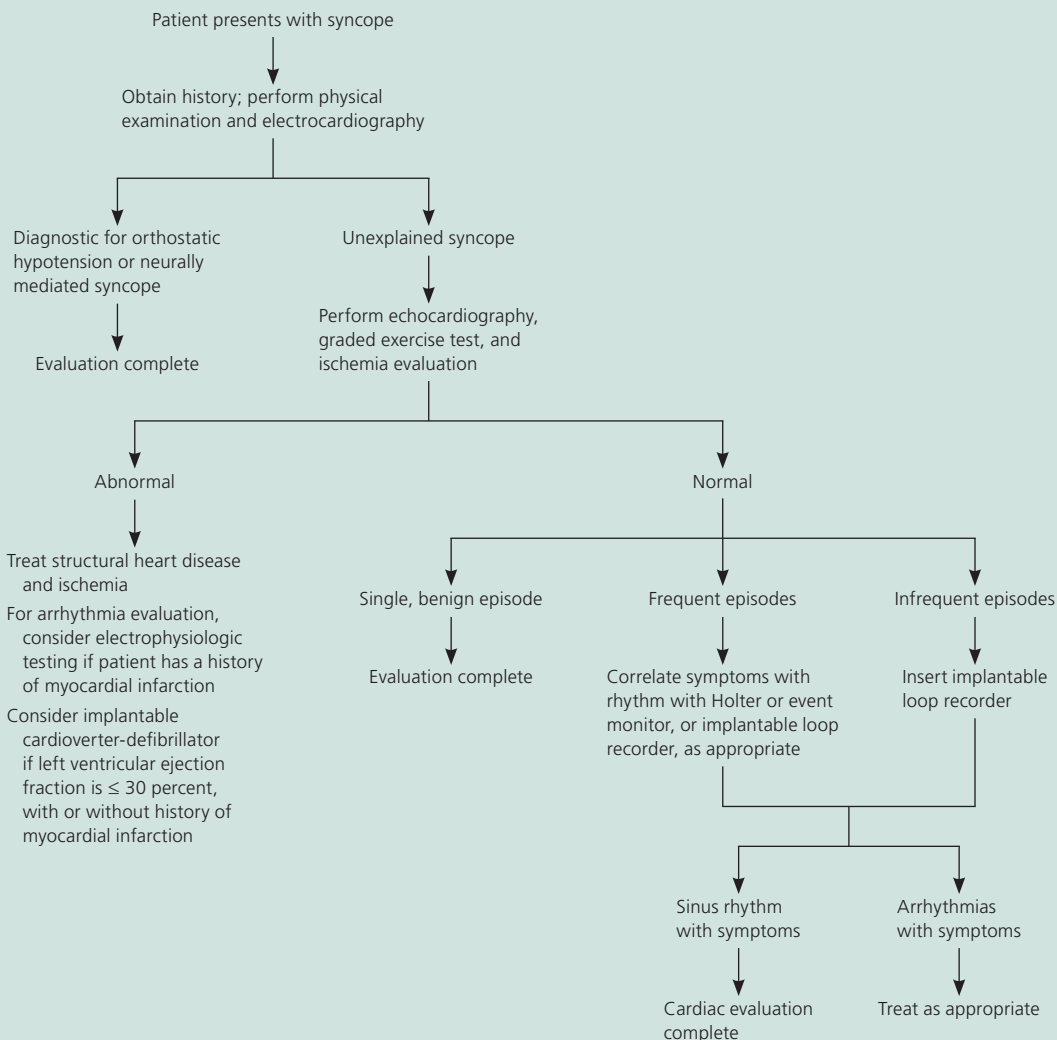 Patient presents with syncope
Obtain history; perform physical
examination and electrocardiography
Diagnostic for orthostatic
hypotension or neurally
mediated syncope
Unexplained syncope
Evaluation complete
Perform echocardiography,
graded exercise test, and
ischemia evaluation
Abnormal
Normal
Treat structural heart disease
and ischemia
For arrhythmia evaluation,
consider electrophysiologic
testing if patient has a history
of myocardial infarction
Consider implantable
cardioverter-defibrillator
if left ventricular ejection
fraction is ≤ 30 percent,
with or without history of
myocardial infarction
Single, benign episode
Frequent episodes
Infrequent episodes
Evaluation complete
Correlate symptoms with
rhythm with Holter or event
monitor, or implantable loop
recorder, as appropriate
Insert implantable
loop recorder
Sinus rhythm
with symptoms
Arrhythmias
with symptoms
Cardiac evaluation
complete
Treat as appropriate